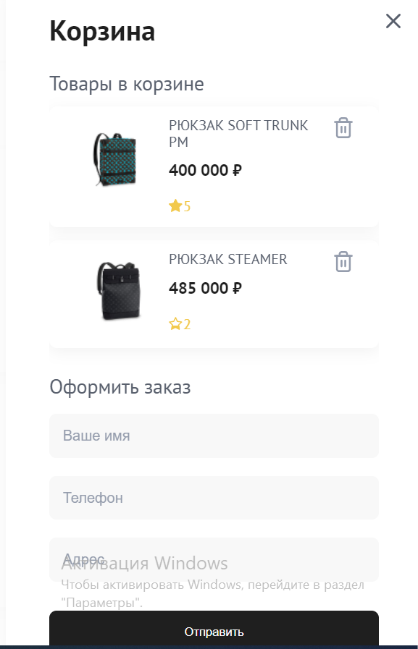 Корзина
Товары в корзине
РЮКЗАК SOFT TRUNK
PM
400 000 ₽
5
РЮКЗАК STEAMER
485 000 ₽
2
Оформить заказ
Ваше имя
Телефон
Адрес
Активация Windows
Чтобы активировать Windows, перейдите в раздел
"Параметры".
Отправить